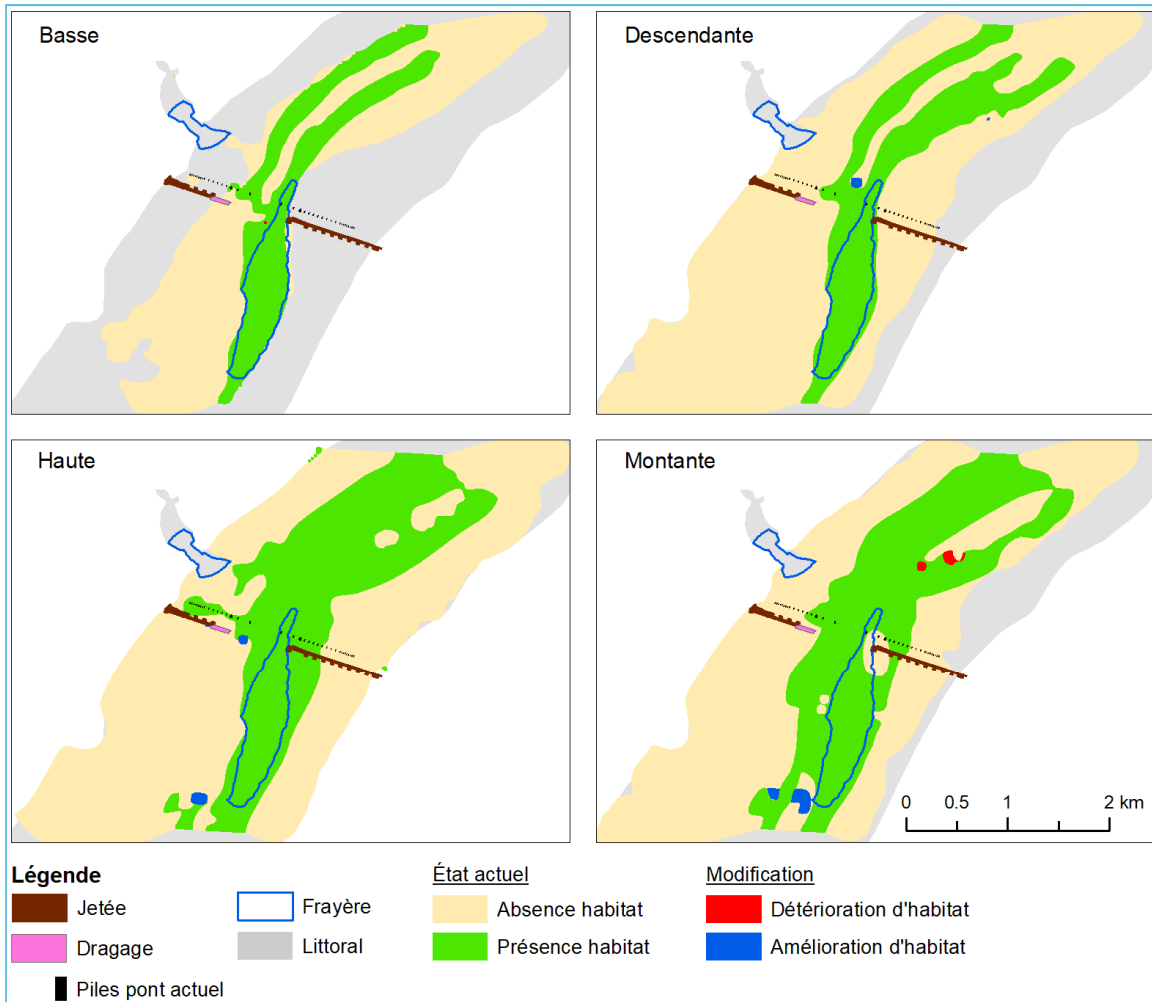 Basse
Descendante
Haute
Montante
0 0.5 1 2 km
Légende
Jetée
Dragage
Piles pont actuel
Frayère
Littoral
État actuel
Absence habitat
Présence habitat
Modification
Détérioration d'habitat
Amélioration d'habitat